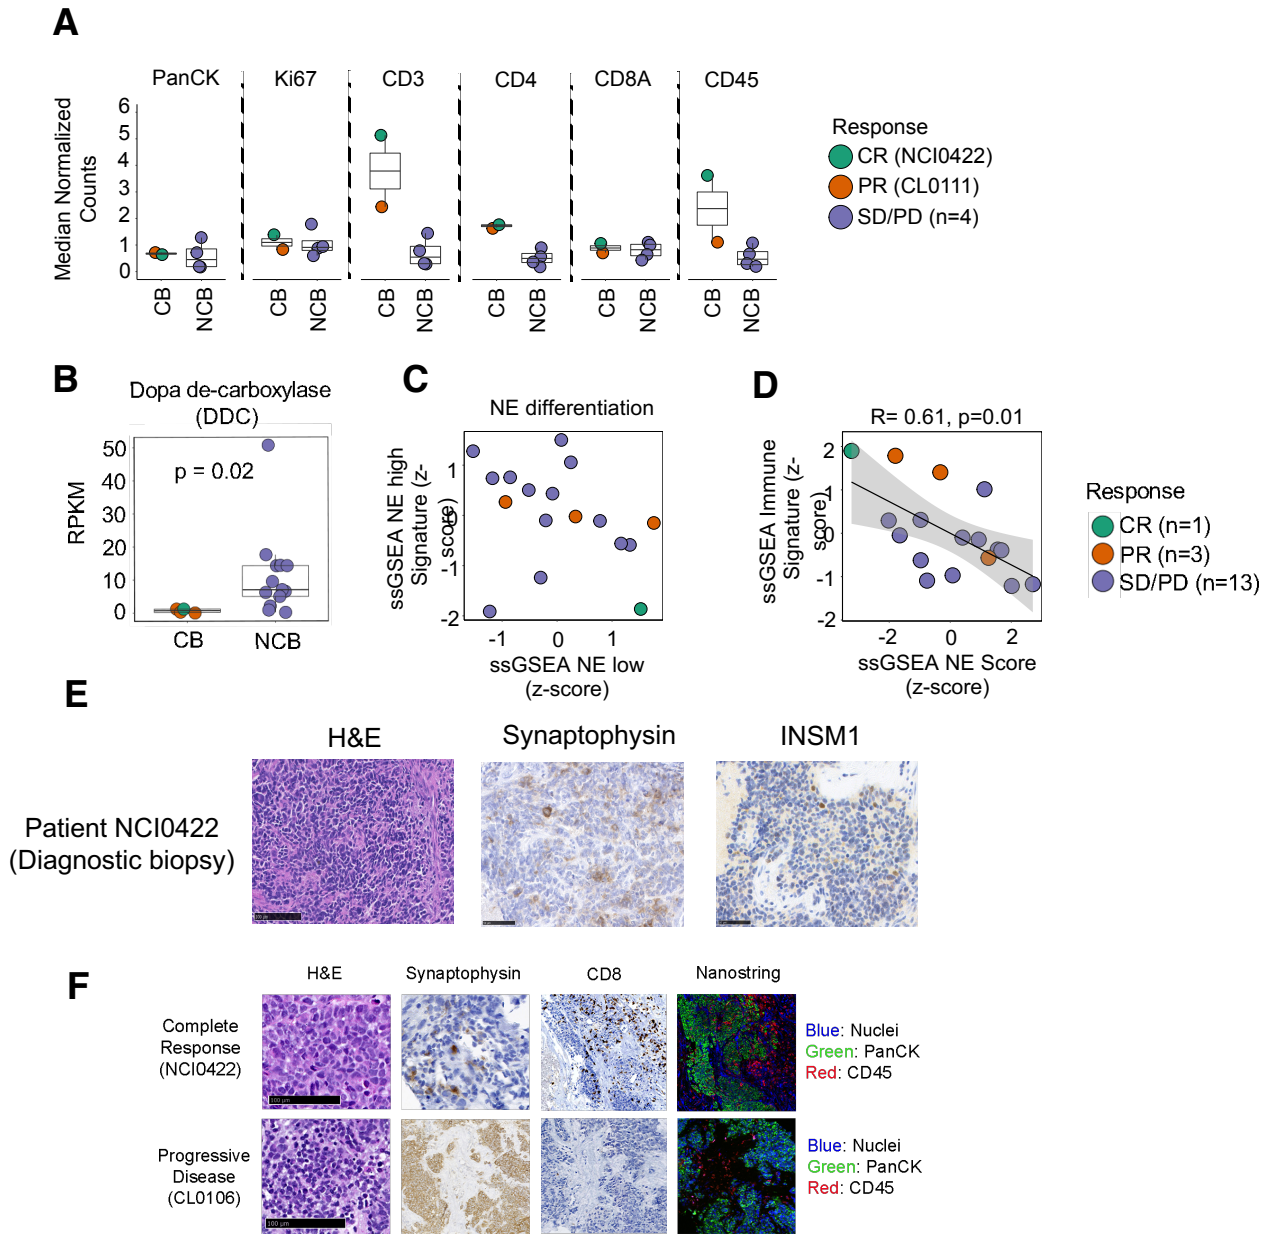 A
PanCK
Ki67
CD3
CD4
CD8A
CD45
Median Normalized
Counts
6
5
4
3
2
1
0
CB
NCB
CB
NCB
CB
NCB
CB
NCB
CB
NCB
CB
NCB
Response
CR (NCI0422)
PR (CL0111)
SD/PD (n=4)
B
Dopa de-carboxylase
(DDC)
p = 0.02
RPKM
50
40
30
20
10
0
CB
NCB
C
NE differentiation
ssGSEA NE high
Signature (z-
score)
1
0
-1
-2
-1
0
1
ssGSEA NE low
(z-score)
D
R= 0.61, p=0.01
ssGSEA Immune
Signature (z-
score)
2
1
0
-1
-2
-2
0
2
ssGSEA NE Score
(z-score)
Response
CR (n=1)
PR (n=3)
SD/PD (n=13)
E
H&E
Synaptophysin
INSM1
Patient NCI0422
(Diagnostic biopsy)
F
H&E
Synaptophysin
CD8
Nanostring
Complete
Response
(NCI0422)
100 µm
Blue: Nuclei
Green: PanCK
Red: CD45
Progressive
Disease
(CL0106)
100 µm
Blue: Nuclei
Green: PanCK
Red: CD45